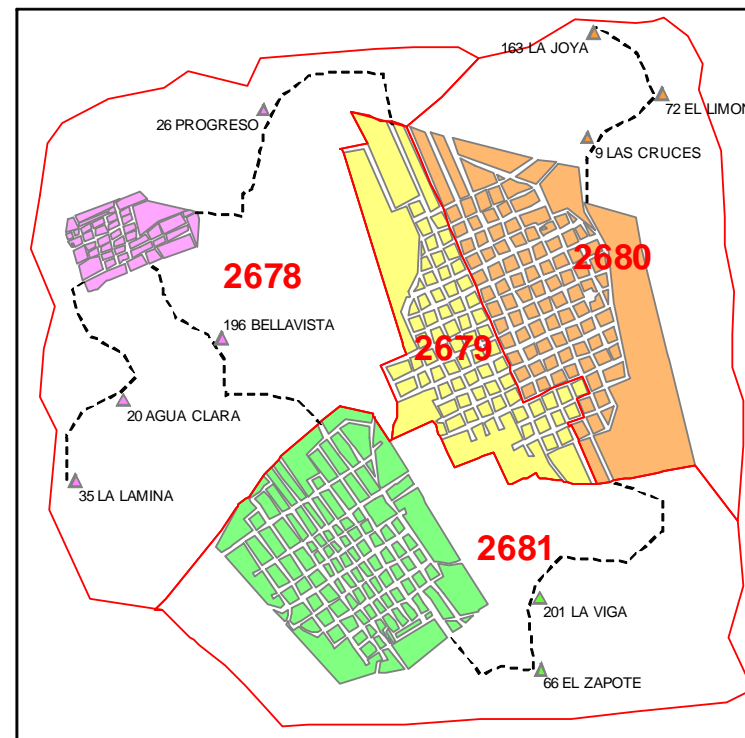 163 LA JOYA
72 EL LIMON
26 PROGRESO
9 LAS CRUCES
2680
2678
196 BELLAVISTA
2679
20 AGUA CLARA
35 LA LAMINA
2681
201 LA VIGA
66 EL ZAPOTE